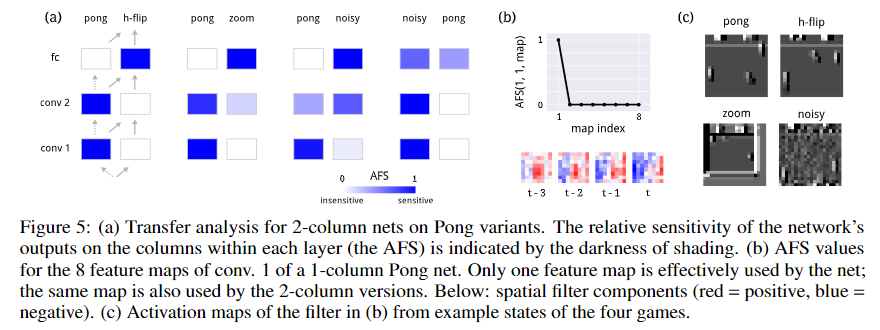 (a) pong h-flip pong zoom pong noisy noisy pong
fc
conv 2
conv 1
AFS
0 1
insensitive sensitive
(b)
AFS(1, 1, map)
1
0
1 8
map index
t - 3 t - 2 t - 1 t
(c)
pong h-flip
zoom noisy
Figure 5: (a) Transfer analysis for 2-column nets on Pong variants. The relative sensitivity of the network's
outputs on the columns within each layer (the AFS) is indicated by the darkness of shading. (b) AFS values
for the 8 feature maps of conv. 1 of a 1-column Pong net. Only one feature map is effectively used by the net;
the same map is also used by the 2-column versions. Below: spatial filter components (red = positive, blue =
negative). (c) Activation maps of the filter in (b) from example states of the four games.